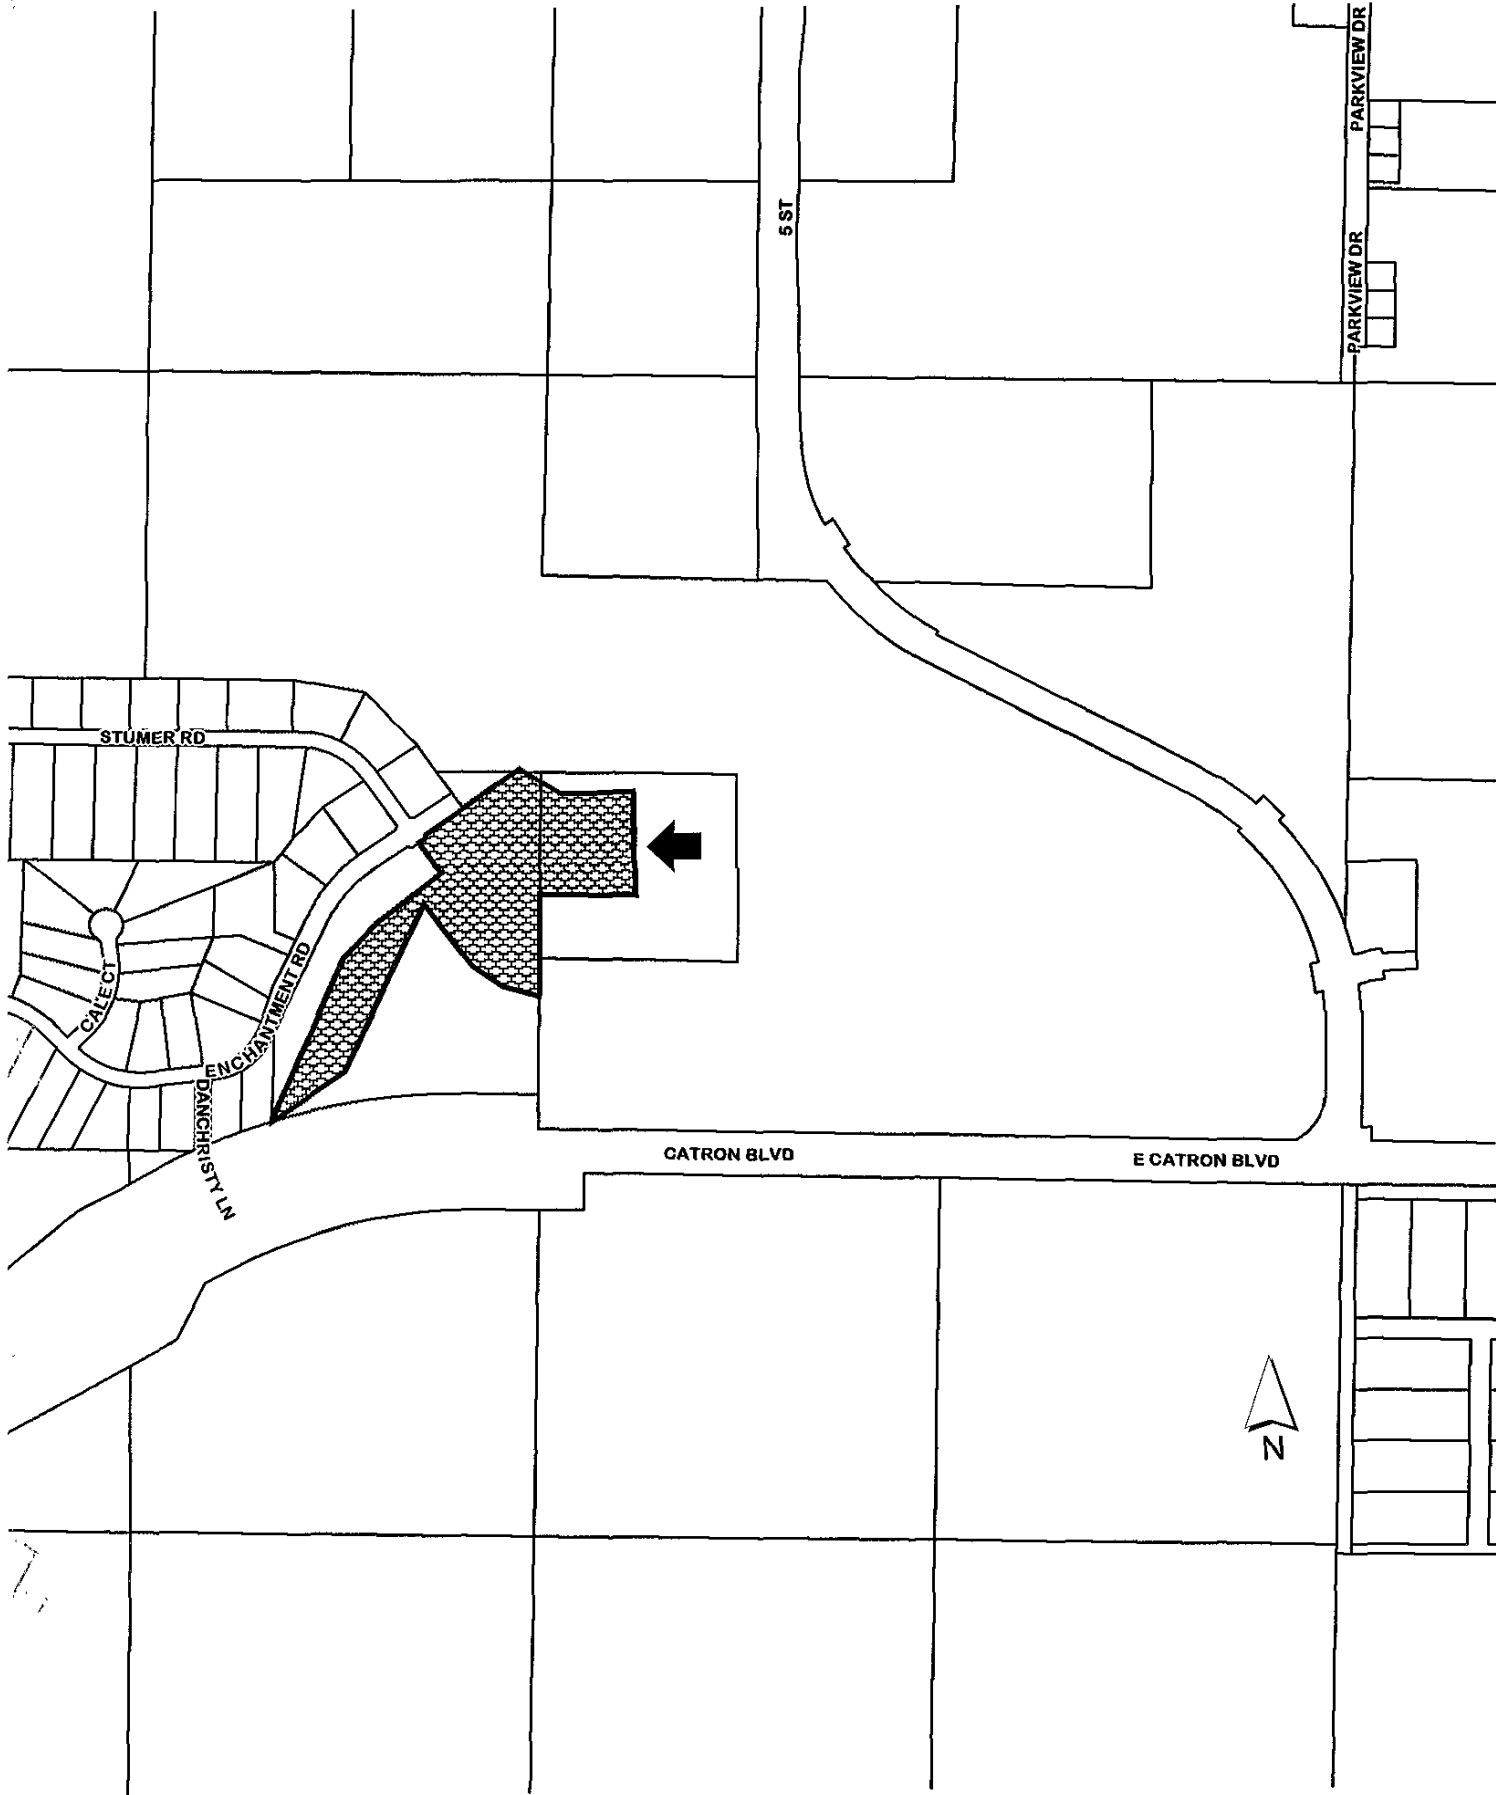 PARKVIEW DR
5 ST
PARKVIEW DR
STUMER RD
CALE CT
ENCHANTMENT RD
DANCHRISTY LN
CATRON BLVD
E CATRON BLVD
N